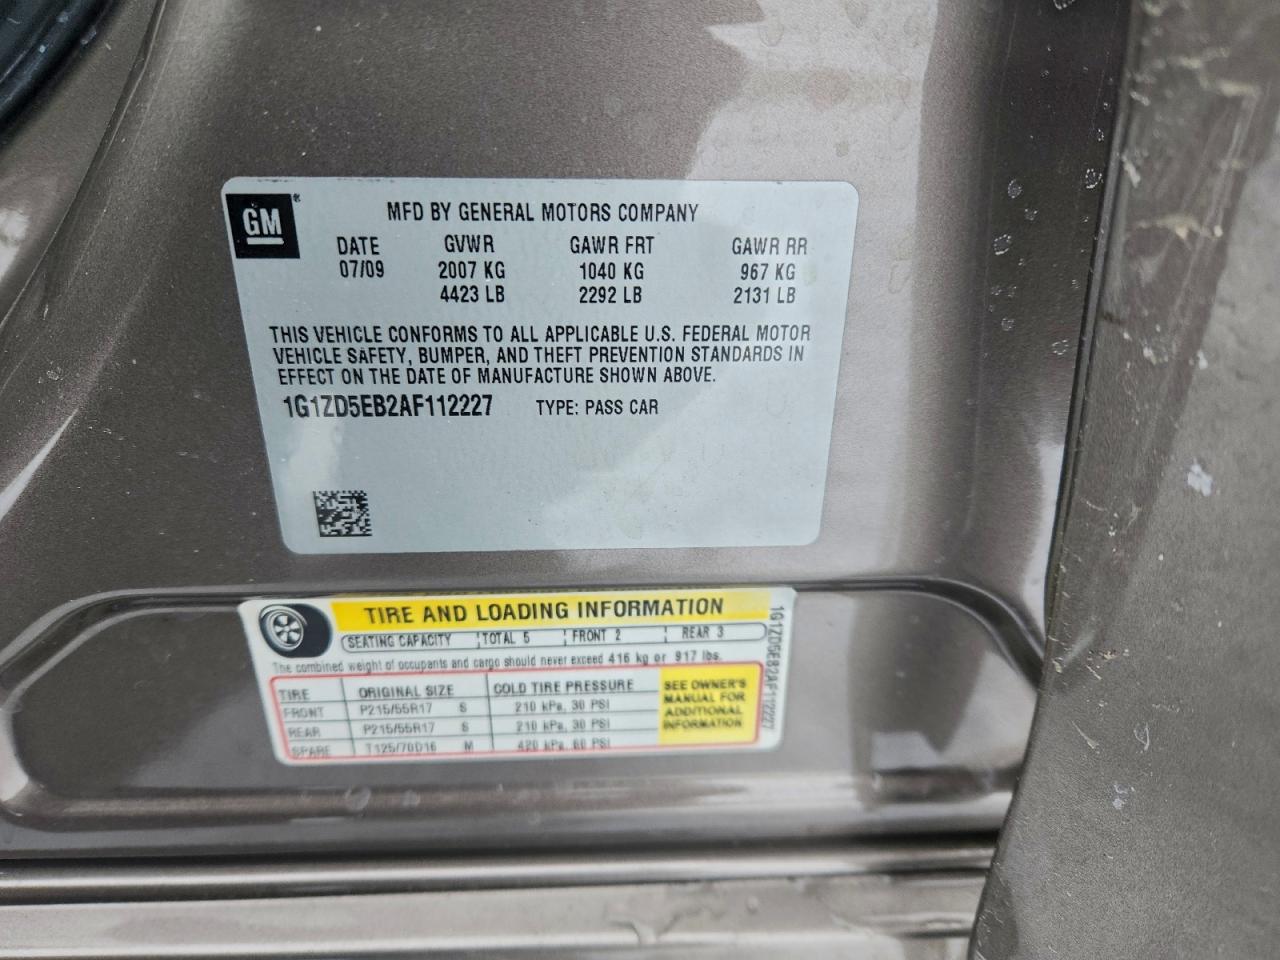 GM
®
MFD BY GENERAL MOTORS COMPANY
DATE GVWR GAWR FRT GAWR RR
07/09 2007 KG 1040 KG 967 KG
4423 LB 2292 LB 2131 LB
THIS VEHICLE CONFORMS TO ALL APPLICABLE U.S. FEDERAL MOTOR
VEHICLE SAFETY, BUMPER, AND THEFT PREVENTION STANDARDS IN
EFFECT ON THE DATE OF MANUFACTURE SHOWN ABOVE.
1G1ZD5EB2AF112227 TYPE: PASS CAR
TIRE AND LOADING INFORMATION
SEATING CAPACITY TOTAL 5 FRONT 2 REAR 3
The combined weight of occupants and cargo should never exceed 416 kg or 917 lbs.
TIRE ORIGINAL SIZE COLD TIRE PRESSURE
FRONT P215/55R17 S 210 kPa, 30 PSI
REAR P215/55R17 S 210 kPa, 30 PSI
SPARE T125/70D16 M 420 kPa, 60 PSI
SEE OWNER'S
MANUAL FOR
ADDITIONAL
INFORMATION
1G1ZD5EB2AF112227